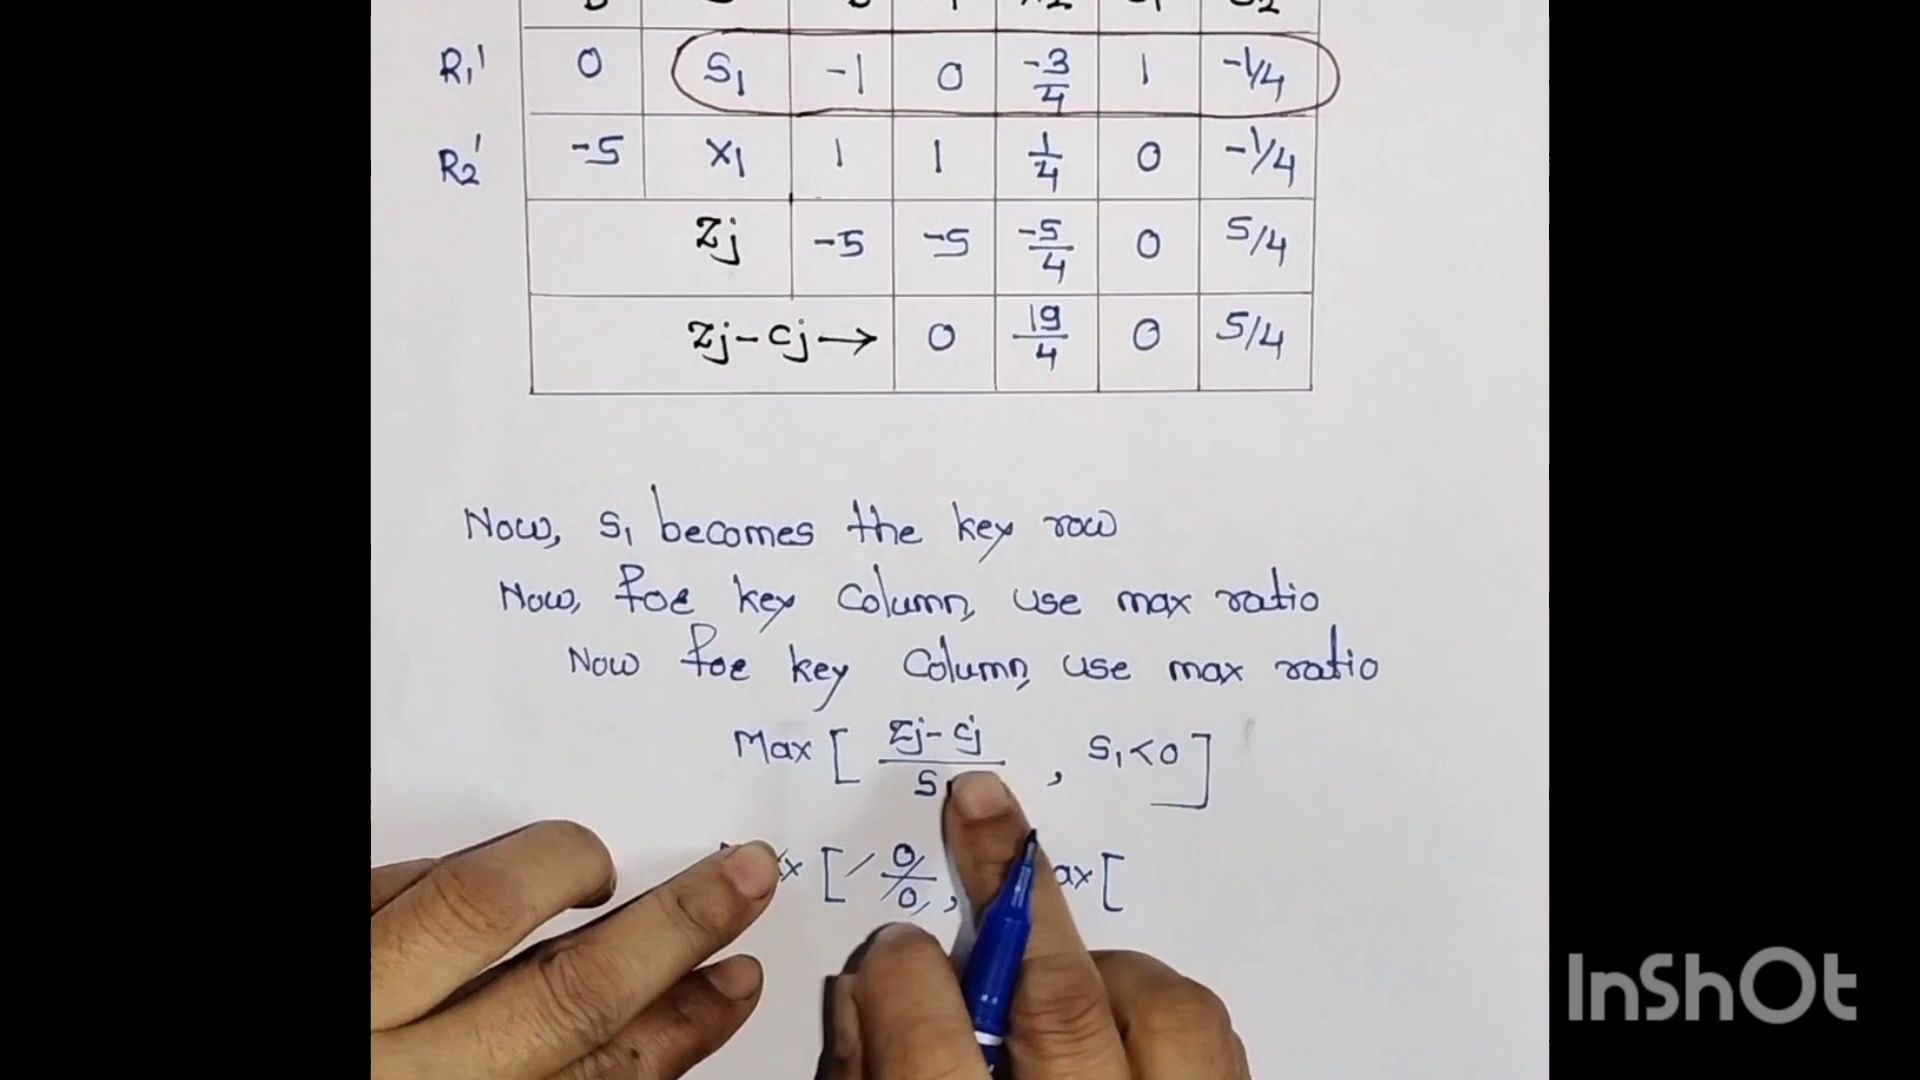 R₁' 0 S₁ -1 0 -3/4 1 -1/4
R₂' -5 X₁ 1 1 1/4 0 -1/4
Zj -5 -5 -5/4 0 5/4
Zj-Cj→ 0 19/4 0 5/4
Now, S₁ becomes the key row
Now, foe key Column, use max ratio
Now foe key Column, use max ratio
Max [ Zj-Cj / S₁ , S₁<0 ]
[ 0/0, [
InShOt